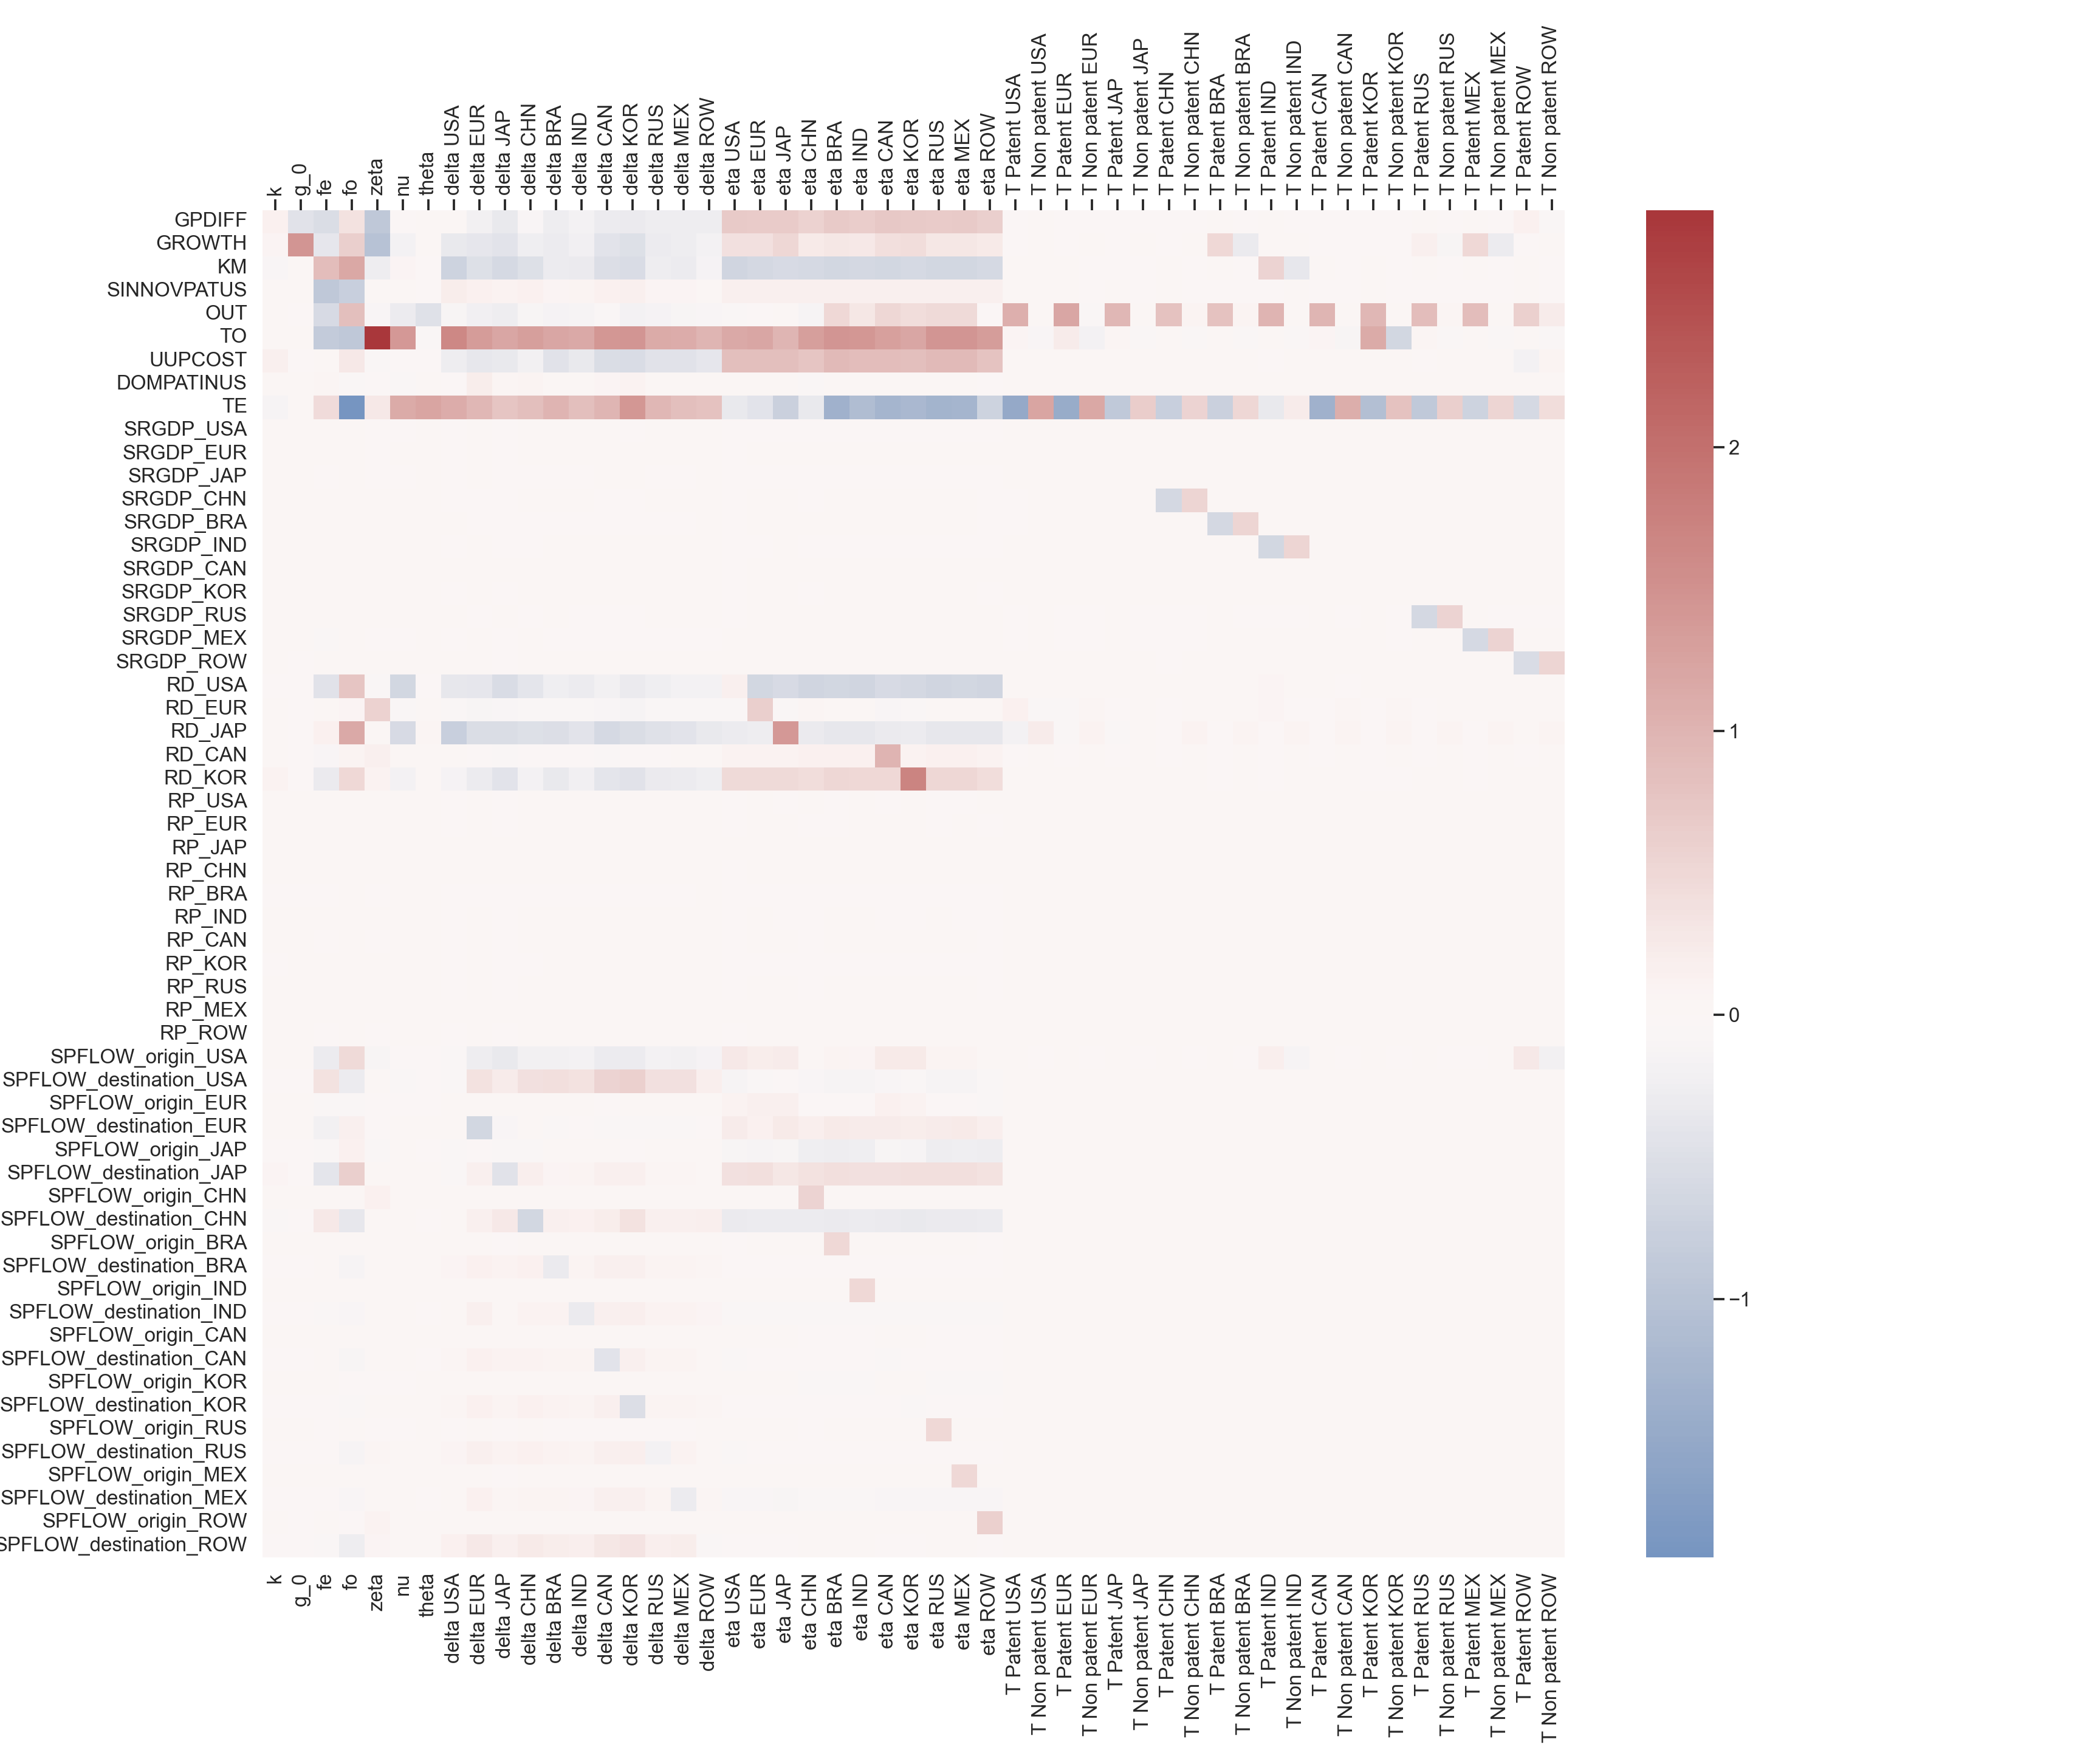 k
g_0
fe
fo
zeta
nu
theta
delta USA
delta EUR
delta JAP
delta CHN
delta BRA
delta IND
delta CAN
delta KOR
delta RUS
delta MEX
delta ROW
eta USA
eta EUR
eta JAP
eta CHN
eta BRA
eta IND
eta CAN
eta KOR
eta RUS
eta MEX
eta ROW
T Patent USA
T Non patent USA
T Patent EUR
T Non patent EUR
T Patent JAP
T Non patent JAP
T Patent CHN
T Non patent CHN
T Patent BRA
T Non patent BRA
T Patent IND
T Non patent IND
T Patent CAN
T Non patent CAN
T Patent KOR
T Non patent KOR
T Patent RUS
T Non patent RUS
T Patent MEX
T Non patent MEX
T Patent ROW
T Non patent ROW
GPDIFF
GROWTH
KM
SINNOVPATUS
OUT
TO
UUPCOST
DOMPATINUS
TE
SRGDP_USA
SRGDP_EUR
SRGDP_JAP
SRGDP_CHN
SRGDP_BRA
SRGDP_IND
SRGDP_CAN
SRGDP_KOR
SRGDP_RUS
SRGDP_MEX
SRGDP_ROW
RD_USA
RD_EUR
RD_JAP
RD_CAN
RD_KOR
RP_USA
RP_EUR
RP_JAP
RP_CHN
RP_BRA
RP_IND
RP_CAN
RP_KOR
RP_RUS
RP_MEX
RP_ROW
SPFLOW_origin_USA
SPFLOW_destination_USA
SPFLOW_origin_EUR
SPFLOW_destination_EUR
SPFLOW_origin_JAP
SPFLOW_destination_JAP
SPFLOW_origin_CHN
SPFLOW_destination_CHN
SPFLOW_origin_BRA
SPFLOW_destination_BRA
SPFLOW_origin_IND
SPFLOW_destination_IND
SPFLOW_origin_CAN
SPFLOW_destination_CAN
SPFLOW_origin_KOR
SPFLOW_destination_KOR
SPFLOW_origin_RUS
SPFLOW_destination_RUS
SPFLOW_origin_MEX
SPFLOW_destination_MEX
SPFLOW_origin_ROW
SPFLOW_destination_ROW
2
1
0
−1
k
g_0
fe
fo
zeta
nu
theta
delta USA
delta EUR
delta JAP
delta CHN
delta BRA
delta IND
delta CAN
delta KOR
delta RUS
delta MEX
delta ROW
eta USA
eta EUR
eta JAP
eta CHN
eta BRA
eta IND
eta CAN
eta KOR
eta RUS
eta MEX
eta ROW
T Patent USA
T Non patent USA
T Patent EUR
T Non patent EUR
T Patent JAP
T Non patent JAP
T Patent CHN
T Non patent CHN
T Patent BRA
T Non patent BRA
T Patent IND
T Non patent IND
T Patent CAN
T Non patent CAN
T Patent KOR
T Non patent KOR
T Patent RUS
T Non patent RUS
T Patent MEX
T Non patent MEX
T Patent ROW
T Non patent ROW